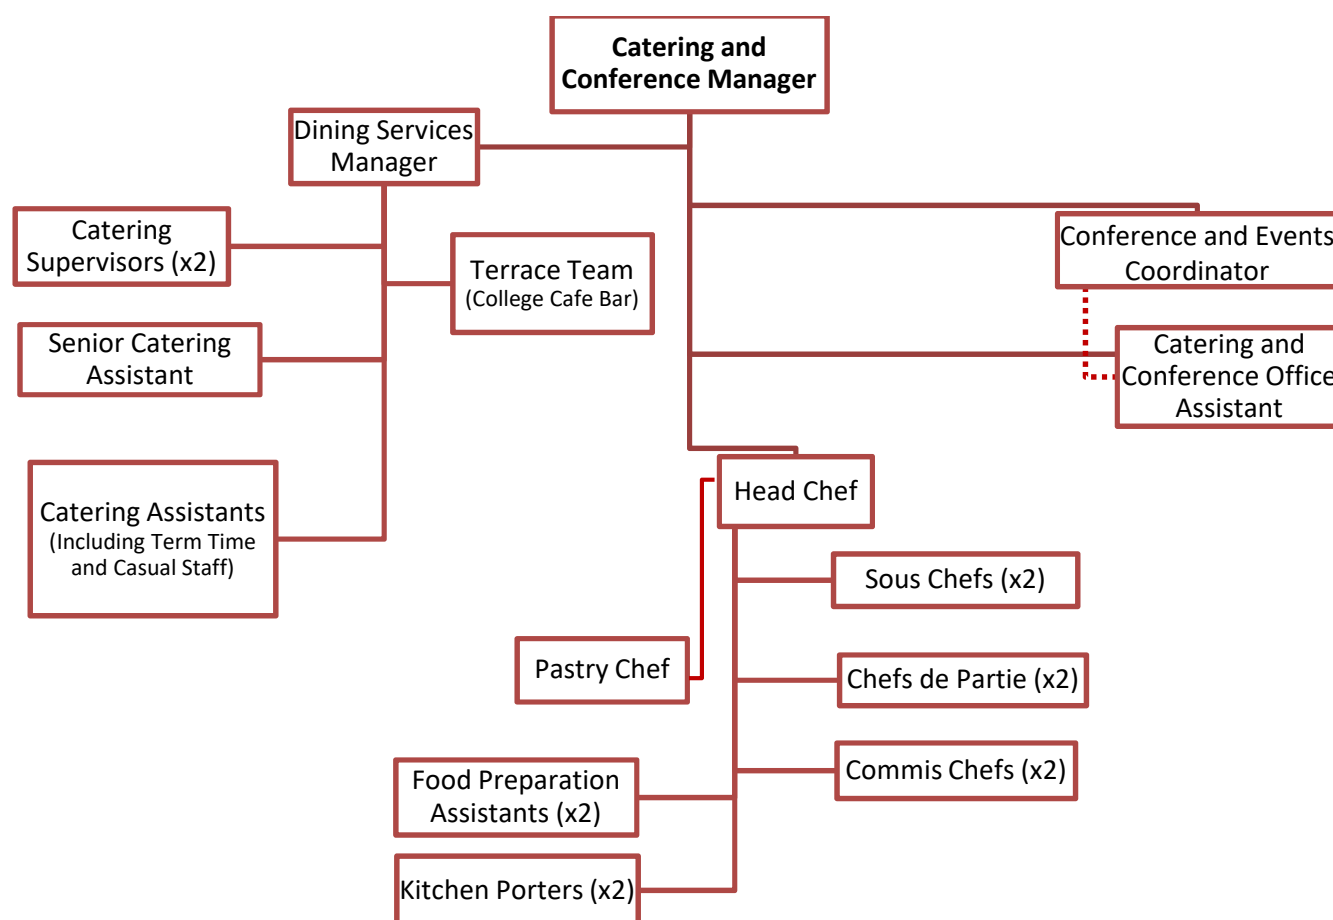 Catering and
Conference Manager
Dining Services
Manager
Catering
Supervisors (x2)
Terrace Team
(College Cafe Bar)
Conference and Events
Coordinator
Senior Catering
Assistant
Catering and
Conference Office
Assistant
Catering Assistants
(Including Term Time
and Casual Staff)
Head Chef
Sous Chefs (x2)
Pastry Chef
Chefs de Partie (x2)
Food Preparation
Assistants (x2)
Commis Chefs (x2)
Kitchen Porters (x2)